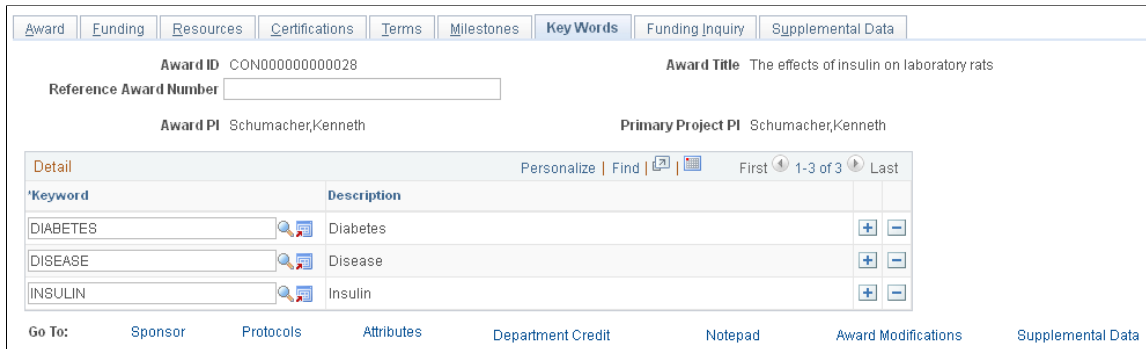 Award Funding Resources Certifications Terms Milestones Key Words Funding Inquiry Supplemental Data
Award ID CON000000000028 Award Title The effects of insulin on laboratory rats
Reference Award Number
Award PI Schumacher,Kenneth Primary Project PI Schumacher,Kenneth
Detail Personalize | Find | | First 1-3 of 3 Last
*Keyword Description
DIABETES Diabetes
DISEASE Disease
INSULIN Insulin
Go To: Sponsor Protocols Attributes Department Credit Notepad Award Modifications Supplemental Data